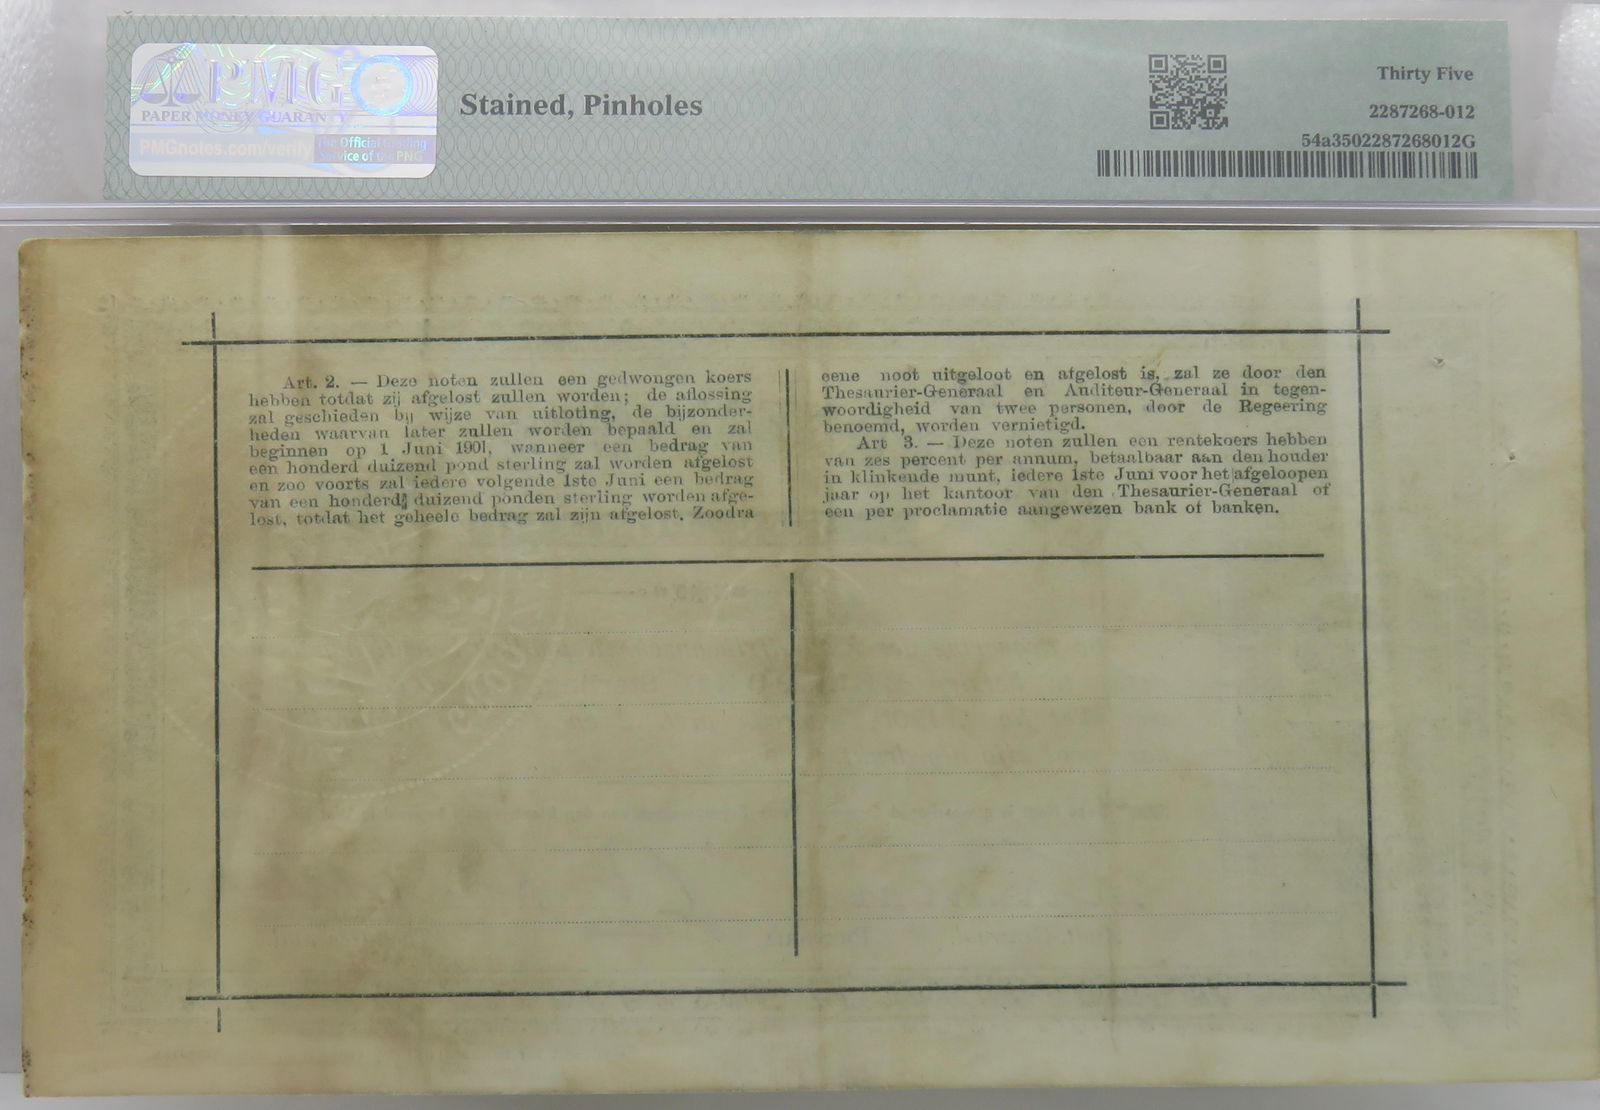 PMG
PAPER MONEY GUARANTY
PMGnotes.com/verify
The Official Grading
Service of the PNG
Stained, Pinholes
Thirty Five
2287268-012
54a3502287268012G
Art. 2. — Deze noten zullen een gedwongen koers
hebben totdat zij afgelost zullen worden; de aflossing
zal geschieden bij wijze van uitloting, de bijzonder-
heden waarvan later zullen worden bepaald en zal
beginnen op 1 Juni 1901, wanneer een bedrag van
een honderd duizend pond sterling zal worden afgelost
en zoo voorts zal iedere volgende 1ste Juni een bedrag
van een honderd duizend ponden sterling worden afge-
lost, totdat het geheele bedrag zal zijn afgelost. Zoodra
eene noot uitgeloot en afgelost is, zal ze door den
Thesaurier-Generaal en Auditeur-Generaal in tegen-
woordigheid van twee personen, door de Regeering
benoemd, worden vernietigd.
Art 3. — Deze noten zullen een rentekoers hebben
van zes percent per annum, betaalbaar aan den houder
in klinkende munt, iedere 1ste Juni voor het afgeloopen
jaar op het kantoor van den Thesaurier-Generaal of
een per proclamatie aangewezen bank of banken.